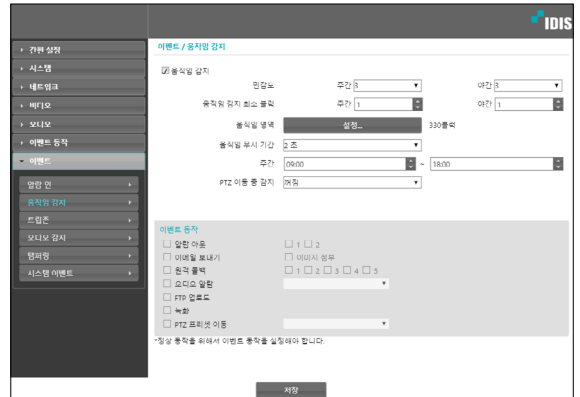 IDIS
간편 설정
시스템
네트워크
비디오
오디오
이벤트 동작
이벤트
알람 인
움직임 감지
트립존
오디오 감지
탬퍼링
시스템 이벤트
이벤트 / 움직임 감지
움직임 감지
민감도 주간 3 야간 3
움직임 감지 최소 블럭 주간 1 야간 1
움직임 영역 설정... 330블럭
움직임 무시 기간 2 초
주간 09:00 ~ 18:00
PTZ 이동 중 감지 꺼짐
이벤트 동작
알람 아웃 1 2
이메일 보내기 이미지 첨부
원격 콜백 1 2 3 4 5
오디오 알람
FTP 업로드
녹화
PTZ 프리셋 이동
*정상 동작을 위해서 이벤트 동작을 설정해야 합니다.
저장